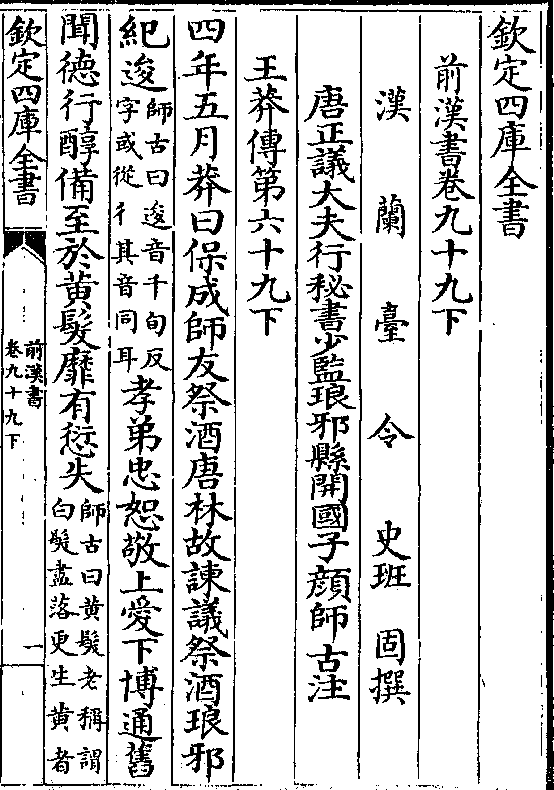 欽定四庫全書
前漢書卷九十九下
漢蘭臺令史班固撰
唐正議大夫行秘書少監琅邪縣開國子顔師古注
王莽傳第六十九下
四年五月莽曰保成師友祭酒唐林故諫議祭酒琅邪
紀逡師古曰逡音千旬反字或從彳其音同耳孝弟忠恕敬上愛下博通舊
聞德行醇備至於黄髮靡有愆失師古曰黄髮老稱謂白髮盡落更生黄者
欽定四庫全書
前漢書
卷九十九下
一